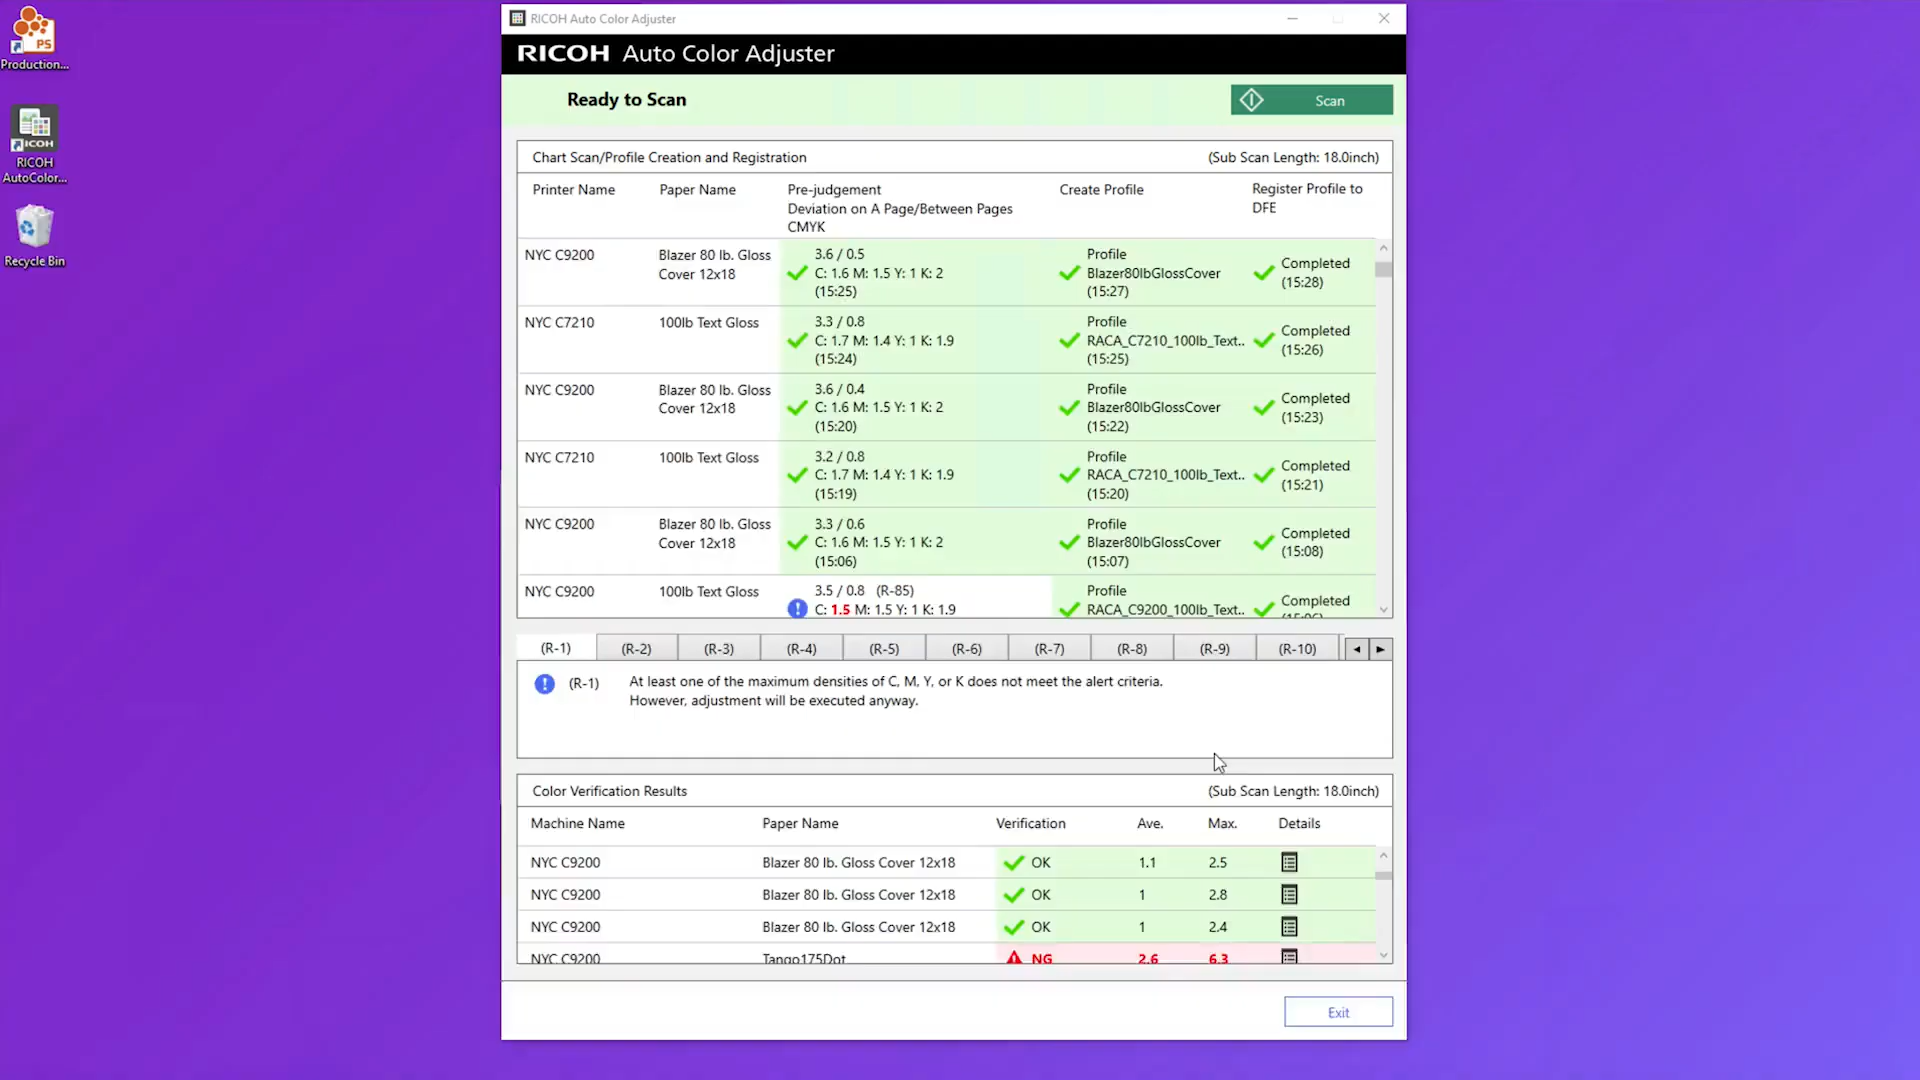 PS
Production...
RICOH
RICOH
AutoColor...
Recycle Bin
RICOH Auto Color Adjuster
RICOH Auto Color Adjuster
Ready to Scan
Scan
Chart Scan/Profile Creation and Registration (Sub Scan Length: 18.0inch)
Printer Name Paper Name Pre-judgement Create Profile Register Profile to
Deviation on A Page/Between Pages DFE
CMYK
NYC C9200 Blazer 80 lb. Gloss 3.6 / 0.5 Profile Completed
Cover 12x18 C: 1.6 M: 1.5 Y: 1 K: 2 Blazer80lbGlossCover (15:28)
(15:25) (15:27)
NYC C7210 100lb Text Gloss 3.3 / 0.8 Profile Completed
C: 1.7 M: 1.4 Y: 1 K: 1.9 RACA_C7210_100lb_Text.. (15:26)
(15:24) (15:25)
NYC C9200 Blazer 80 lb. Gloss 3.6 / 0.4 Profile Completed
Cover 12x18 C: 1.6 M: 1.5 Y: 1 K: 2 Blazer80lbGlossCover (15:23)
(15:20) (15:22)
NYC C7210 100lb Text Gloss 3.2 / 0.8 Profile Completed
C: 1.7 M: 1.4 Y: 1 K: 1.9 RACA_C7210_100lb_Text.. (15:21)
(15:19) (15:20)
NYC C9200 Blazer 80 lb. Gloss 3.3 / 0.6 Profile Completed
Cover 12x18 C: 1.6 M: 1.5 Y: 1 K: 2 Blazer80lbGlossCover (15:08)
(15:06) (15:07)
NYC C9200 100lb Text Gloss 3.5 / 0.8 (R-85) Profile Completed
C: 1.5 M: 1.5 Y: 1 K: 1.9 RACA_C9200_100lb_Text..
(R-1) (R-2) (R-3) (R-4) (R-5) (R-6) (R-7) (R-8) (R-9) (R-10)
(R-1) At least one of the maximum densities of C, M, Y, or K does not meet the alert criteria.
However, adjustment will be executed anyway.
Color Verification Results (Sub Scan Length: 18.0inch)
Machine Name Paper Name Verification Ave. Max. Details
NYC C9200 Blazer 80 lb. Gloss Cover 12x18 OK 1.1 2.5
NYC C9200 Blazer 80 lb. Gloss Cover 12x18 OK 1 2.8
NYC C9200 Blazer 80 lb. Gloss Cover 12x18 OK 1 2.4
NYC C9200 Tango175Dot NG 2.6 6.3
Exit